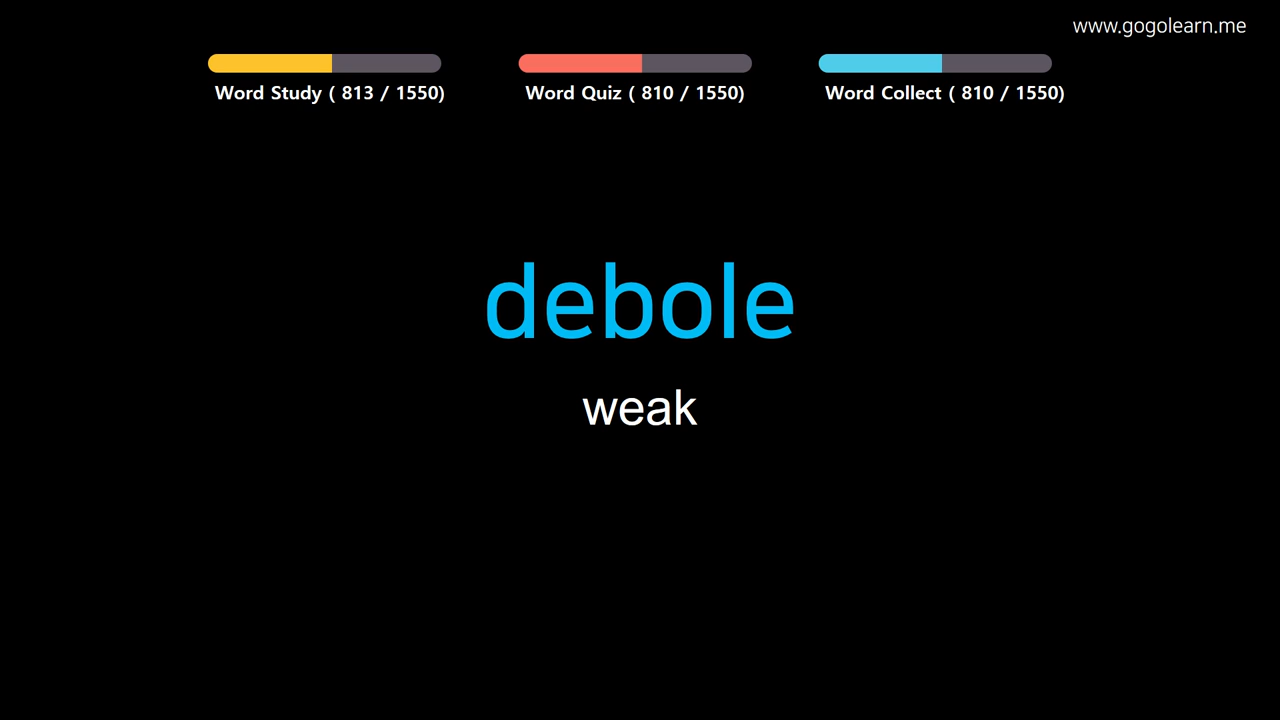 www.gogolearn.me
Word Study ( 813 / 1550)
Word Quiz ( 810 / 1550)
Word Collect ( 810 / 1550)
debole
weak